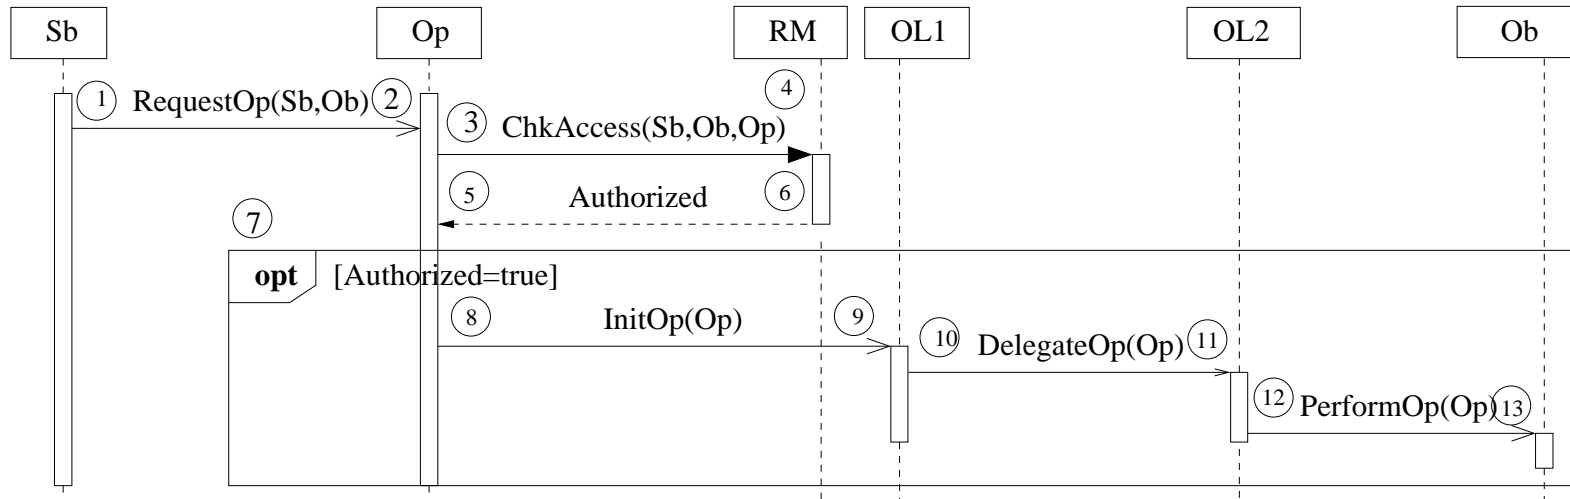 Sb Op RM OL1 OL2 Ob
4
1 RequestOp(Sb,Ob) 2
3 ChkAccess(Sb,Ob,Op)
5 Authorized 6
7
opt [Authorized=true]
8 InitOp(Op) 9
10 DelegateOp(Op) 11
12 PerformOp(Op) 13